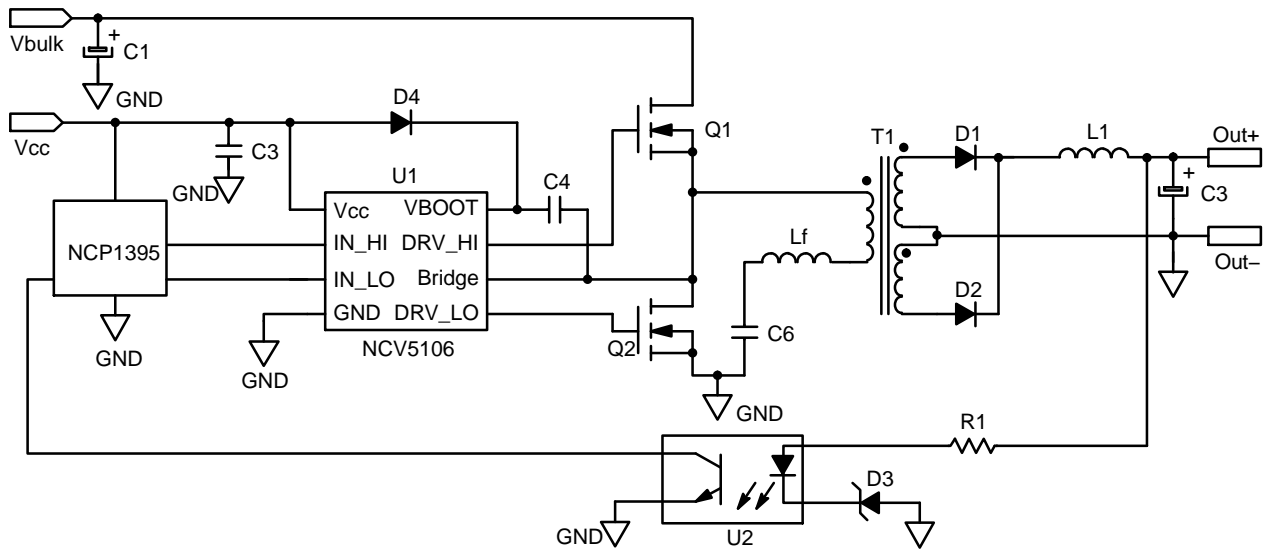 Vbulk
+
C1
GND
D4
Vcc
C3
GND
Q1
T1
D1
L1
Out+
U1
C4
+
C3
Vcc
VBOOT
NCP1395
IN_HI
DRV_HI
Lf
IN_LO
Bridge
Out–
D2
GND
DRV_LO
C6
GND
NCV5106
Q2
GND
GND
R1
D3
GND
U2